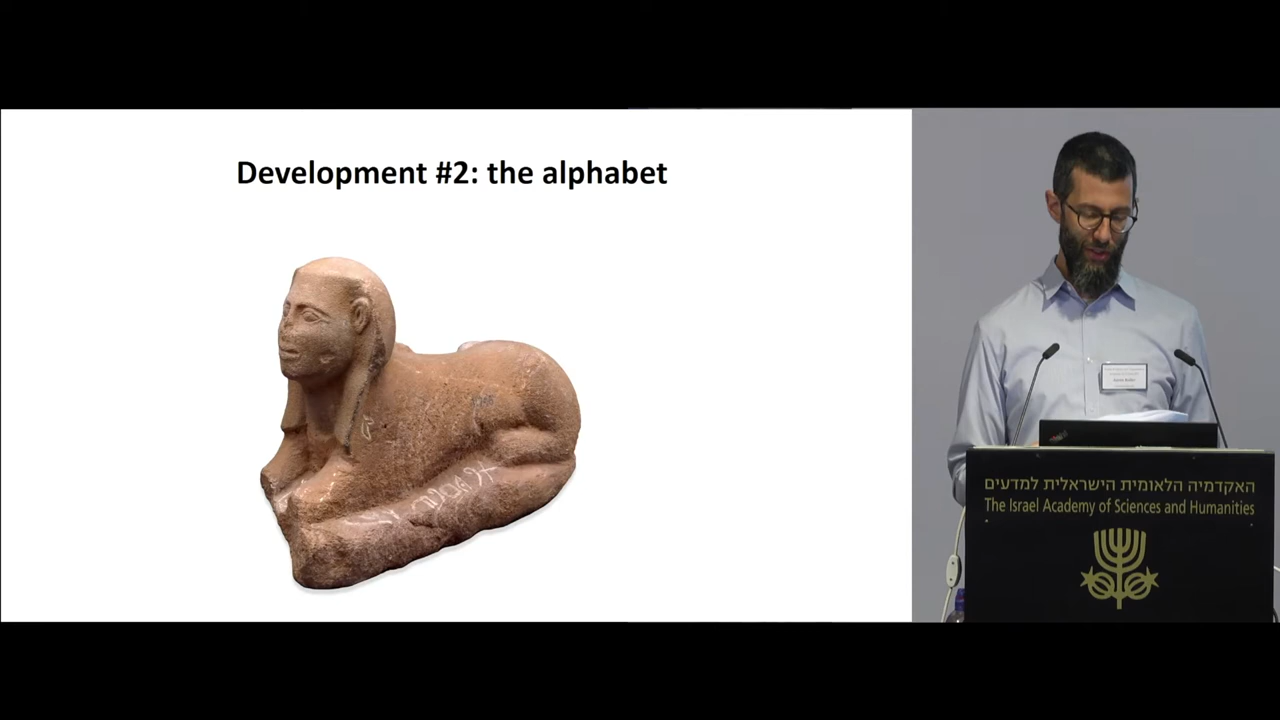 Development #2: the alphabet
האקדמיה הלאומית הישראלית למדעים
The Israel Academy of Sciences and Humanities